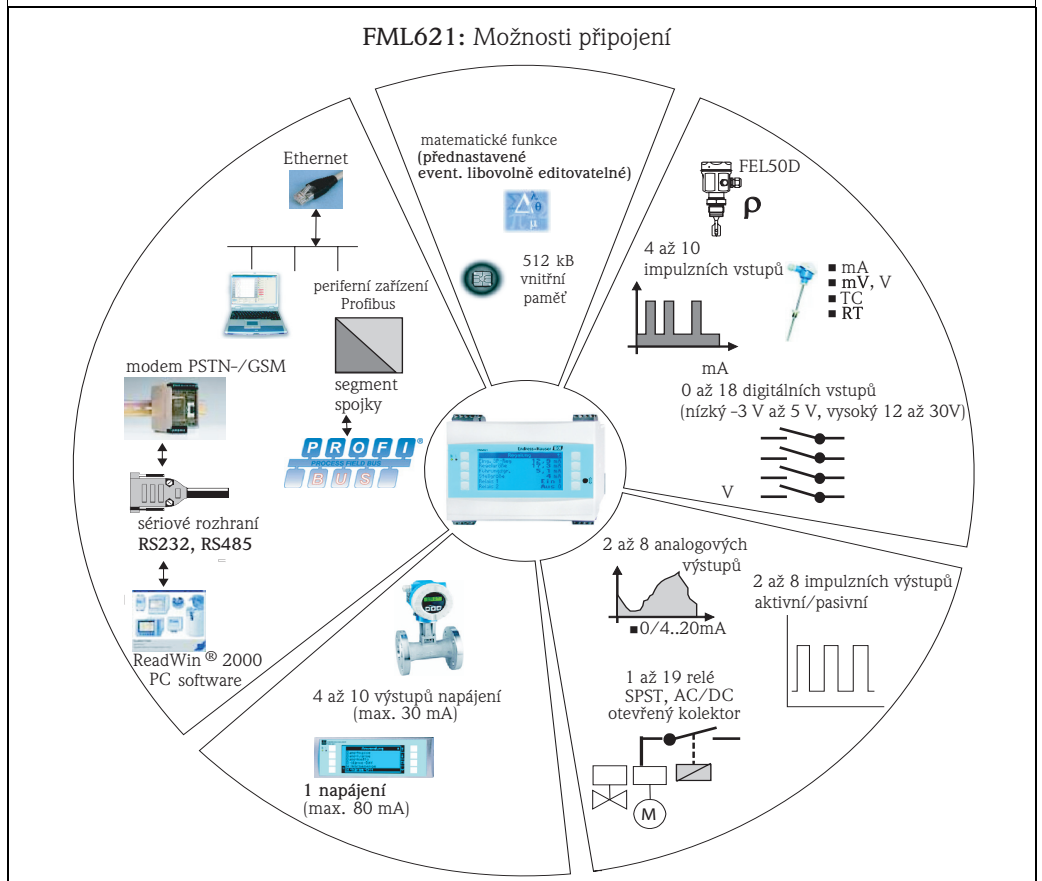 FML621: Možnosti připojení
matematické funkce
(přednastavené
event. libovolně editovatelné)
512 kB
vnitřní
paměť
Ethernet
periferní zařízení
Profibus
segment
spojky
PROFI®
PROCESS FIELD BUS
BUS
modem PSTN-/GSM
sériové rozhraní
RS232, RS485
ReadWin ® 2000
PC software
FEL50D
ρ
4 až 10
impulzních vstupů
■ mA
■ mV, V
■ TC
■ RT
mA
0 až 18 digitálních vstupů
(nízký -3 V až 5 V, vysoký 12 až 30V)
V
Endress+Hauser
2 až 8 analogových
výstupů
■0/4..20mA
2 až 8 impulzních výstupů
aktivní/pasivní
1 až 19 relé
SPST, AC/DC
otevřený kolektor
M
4 až 10 výstupů napájení
(max. 30 mA)
1 napájení
(max. 80 mA)